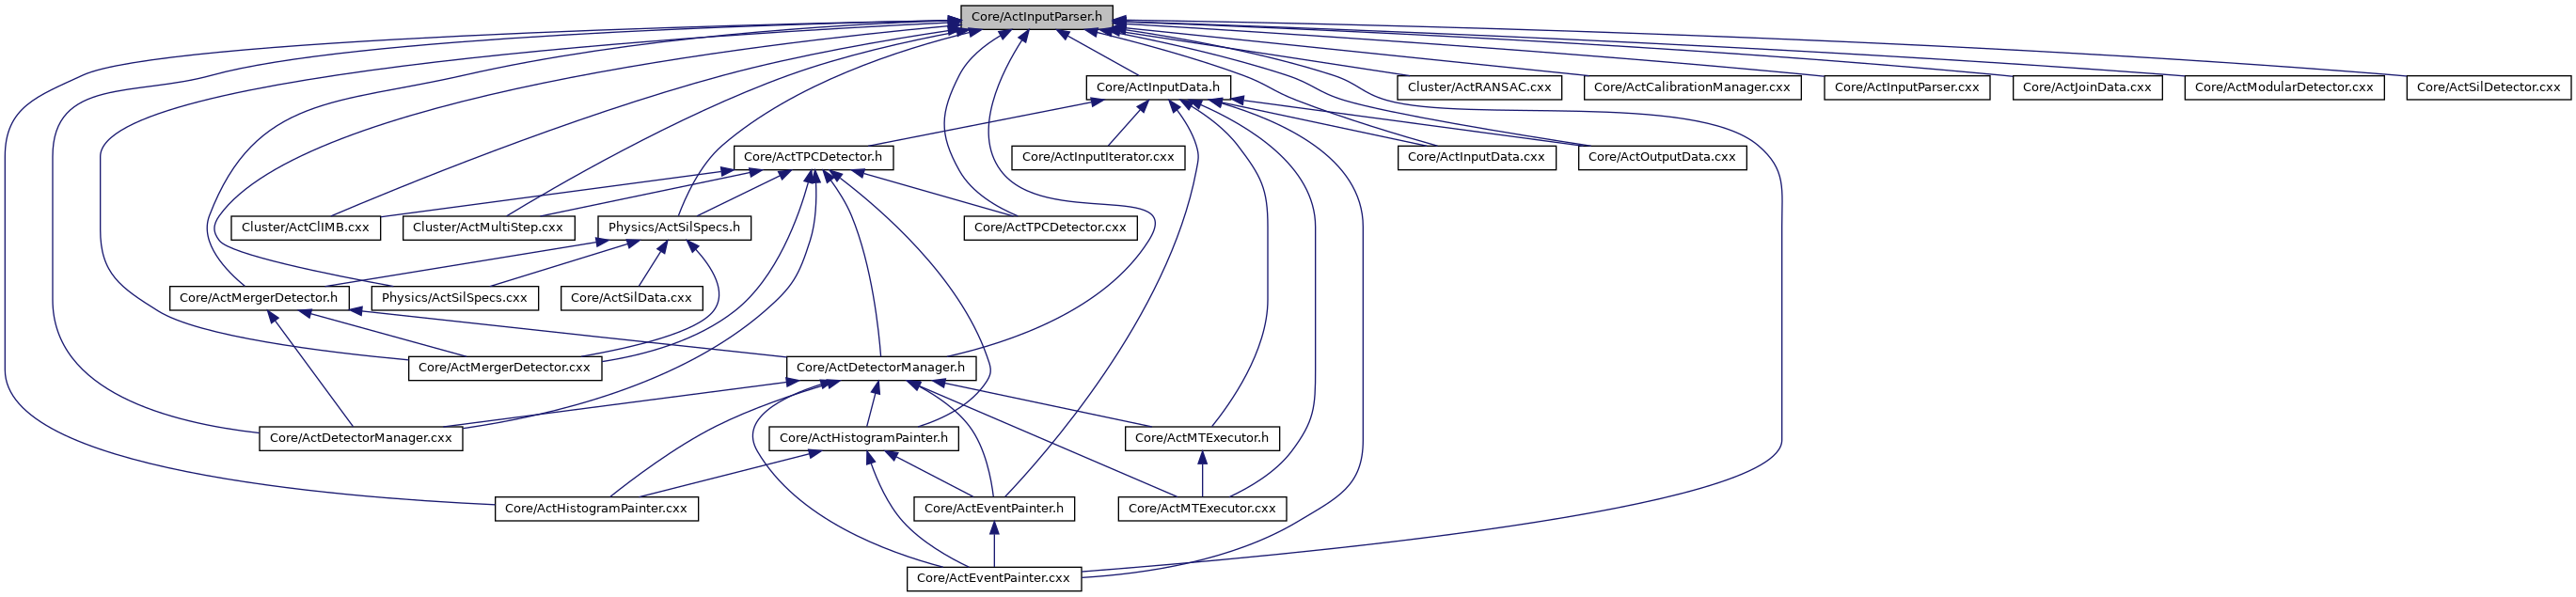 Core/ActInputParser.h
Core/ActInputData.h
Cluster/ActRANSAC.cxx
Core/ActCalibrationManager.cxx
Core/ActInputParser.cxx
Core/ActJoinData.cxx
Core/ActModularDetector.cxx
Core/ActSilDetector.cxx
Core/ActTPCDetector.h
Core/ActInputIterator.cxx
Core/ActInputData.cxx
Core/ActOutputData.cxx
Cluster/ActClIMB.cxx
Cluster/ActMultiStep.cxx
Physics/ActSilSpecs.h
Core/ActTPCDetector.cxx
Core/ActMergerDetector.h
Physics/ActSilSpecs.cxx
Core/ActSilData.cxx
Core/ActMergerDetector.cxx
Core/ActDetectorManager.h
Core/ActDetectorManager.cxx
Core/ActHistogramPainter.h
Core/ActMTExecutor.h
Core/ActHistogramPainter.cxx
Core/ActEventPainter.h
Core/ActMTExecutor.cxx
Core/ActEventPainter.cxx